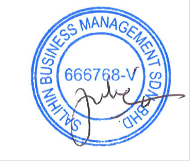 SALIHIN BUSINESS MANAGEMENT SDN BHD
666768-V